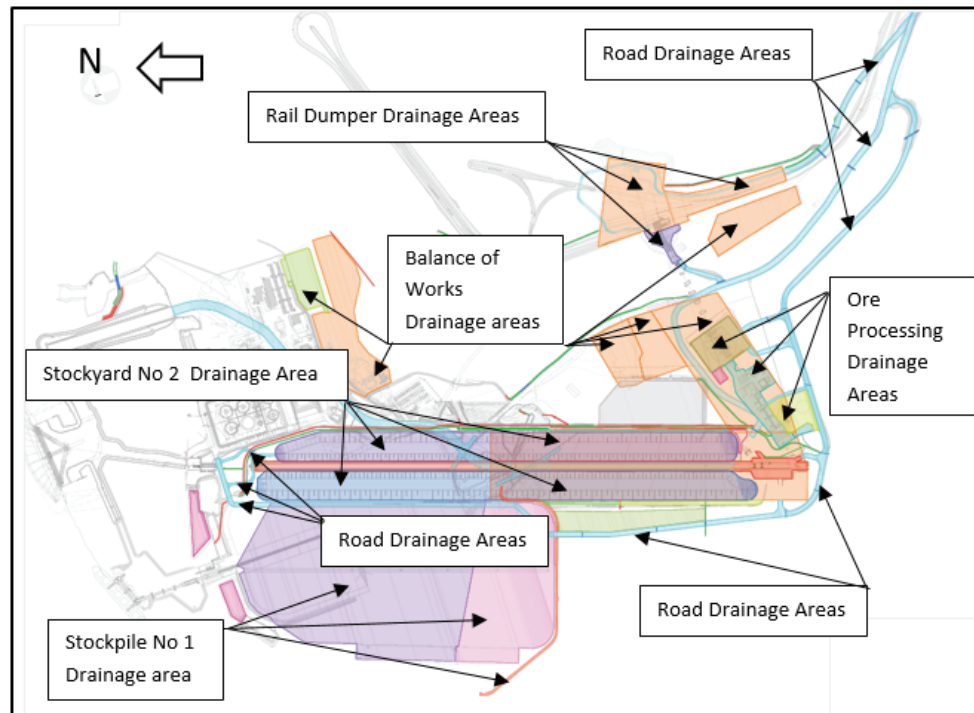 N
Road Drainage Areas
Rail Dumper Drainage Areas
Balance of
Works
Drainage areas
Ore
Processing
Drainage
Areas
Stockyard No 2 Drainage Area
Road Drainage Areas
Road Drainage Areas
Stockpile No 1
Drainage area